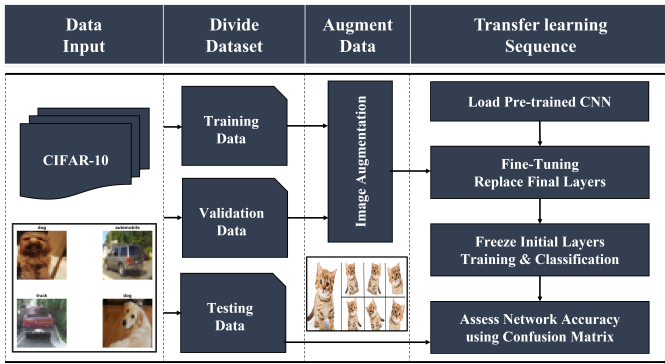 Data
Input
Divide
Dataset
Augment
Data
Transfer learning
Sequence
CIFAR-10
dog
automobile
truck
dog
Training
Data
Validation
Data
Testing
Data
Image Augmentation
Load Pre-trained CNN
Fine-Tuning
Replace Final Layers
Freeze Initial Layers
Training & Classification
Assess Network Accuracy
using Confusion Matrix